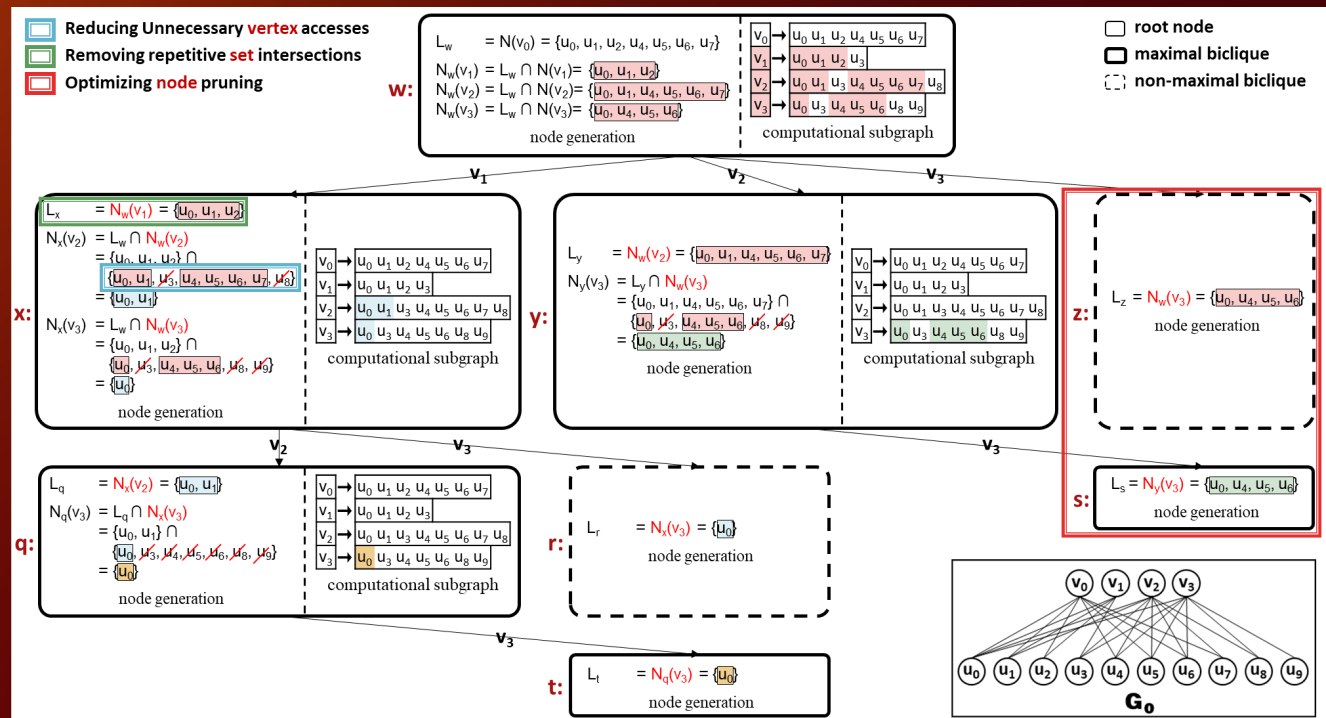 Reducing Unnecessary vertex accesses
Removing repetitive set intersections
Optimizing node pruning
root node
maximal biclique
non-maximal biclique
w:
L_w = N(v_0) = {u_0, u_1, u_2, u_4, u_5, u_6, u_7}
N_w(v_1) = L_w ∩ N(v_1)= {u_0, u_1, u_2}
N_w(v_2) = L_w ∩ N(v_2)= {u_0, u_1, u_4, u_5, u_6, u_7}
N_w(v_3) = L_w ∩ N(v_3)= {u_0, u_4, u_5, u_6}
node generation
v_0 → u_0 u_1 u_2 u_4 u_5 u_6 u_7
v_1 → u_0 u_1 u_2 u_3
v_2 → u_0 u_1 u_3 u_4 u_5 u_6 u_7 u_8
v_3 → u_0 u_3 u_4 u_5 u_6 u_8 u_9
computational subgraph
v_1
v_2
v_3
x:
L_x = N_w(v_1) = {u_0, u_1, u_2}
N_x(v_2) = L_w ∩ N_w(v_2)
= {u_0, u_1, u_2} ∩
{u_0, u_1, u_3, u_4, u_5, u_6, u_7, u_8}
= {u_0, u_1}
N_x(v_3) = L_w ∩ N_w(v_3)
= {u_0, u_1, u_2} ∩
{u_0, u_3, u_4, u_5, u_6, u_8, u_9}
= {u_0}
node generation
v_0 → u_0 u_1 u_2 u_4 u_5 u_6 u_7
v_1 → u_0 u_1 u_2 u_3
v_2 → u_0 u_1 u_3 u_4 u_5 u_6 u_7 u_8
v_3 → u_0 u_3 u_4 u_5 u_6 u_8 u_9
computational subgraph
y:
L_y = N_w(v_2) = {u_0, u_1, u_4, u_5, u_6, u_7}
N_y(v_3) = L_y ∩ N_w(v_3)
= {u_0, u_1, u_4, u_5, u_6, u_7} ∩
{u_0, u_3, u_4, u_5, u_6, u_8, u_9}
= {u_0, u_4, u_5, u_6}
node generation
v_0 → u_0 u_1 u_2 u_4 u_5 u_6 u_7
v_1 → u_0 u_1 u_2 u_3
v_2 → u_0 u_1 u_3 u_4 u_5 u_6 u_7 u_8
v_3 → u_0 u_3 u_4 u_5 u_6 u_8 u_9
computational subgraph
z:
L_z = N_w(v_3) = {u_0, u_4, u_5, u_6}
node generation
v_2
v_3
v_3
q:
L_q = N_x(v_2) = {u_0, u_1}
N_q(v_3) = L_q ∩ N_x(v_3)
= {u_0, u_1} ∩
{u_0, u_3, u_4, u_5, u_6, u_8, u_9}
= {u_0}
node generation
v_0 → u_0 u_1 u_2 u_4 u_5 u_6 u_7
v_1 → u_0 u_1 u_2 u_3
v_2 → u_0 u_1 u_3 u_4 u_5 u_6 u_7 u_8
v_3 → u_0 u_3 u_4 u_5 u_6 u_8 u_9
computational subgraph
r:
L_r = N_x(v_3) = {u_0}
node generation
s:
L_s = N_y(v_3) = {u_0, u_4, u_5, u_6}
node generation
v_3
t:
L_t = N_q(v_3) = {u_0}
node generation
v_0 v_1 v_2 v_3
u_0 u_1 u_2 u_3 u_4 u_5 u_6 u_7 u_8 u_9
G_0